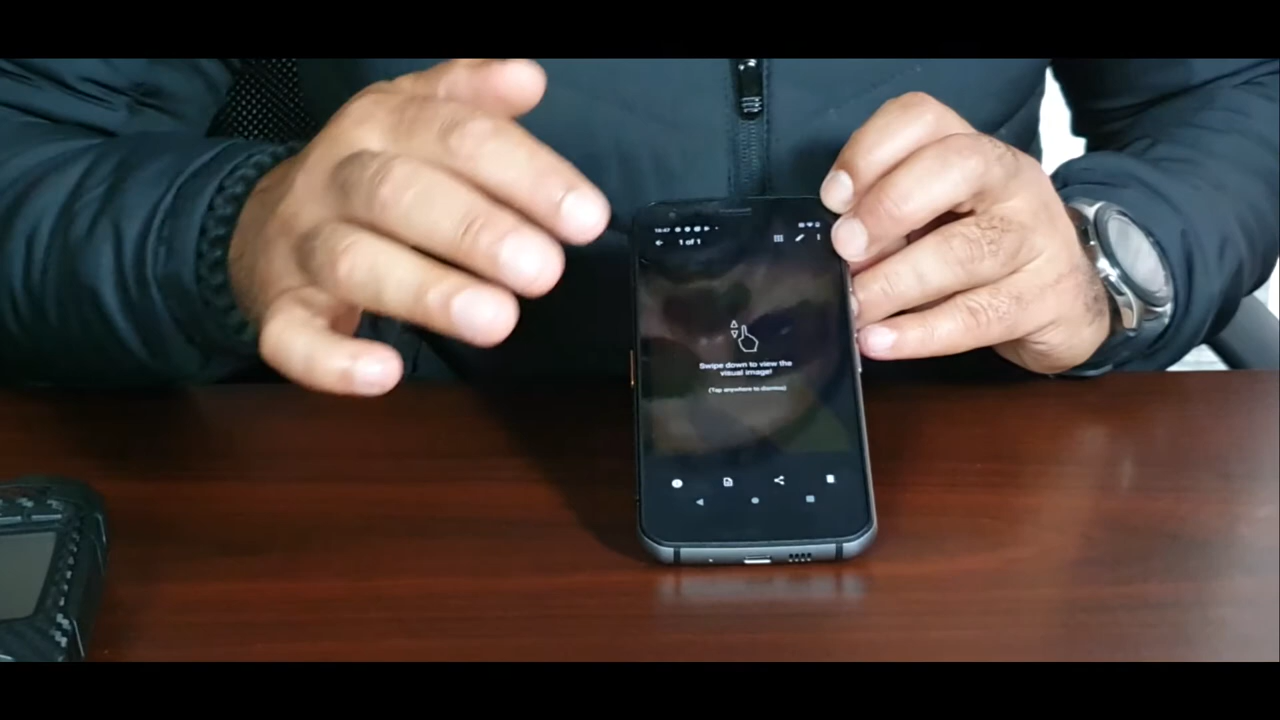 1 of 1
Swipe down to view the
visual image!
(Tap anywhere to dismiss)